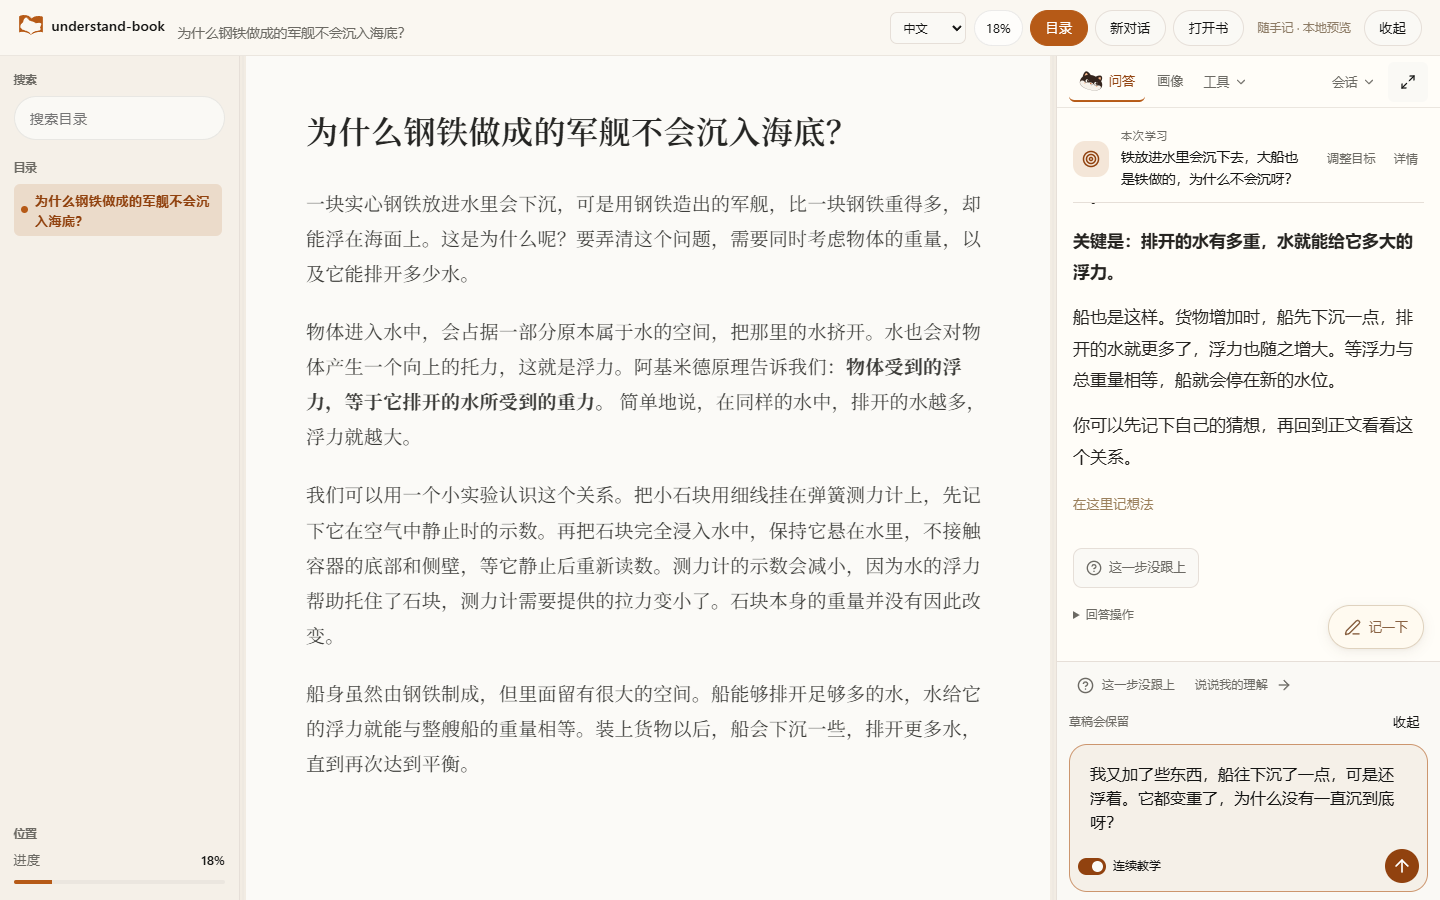 understand-book
为什么钢铁做成的军舰不会沉入海底？
中文
18%
目录
新对话
打开书
随手记 · 本地预览
收起
搜索
搜索目录
目录
为什么钢铁做成的军舰不会沉
入海底？
位置
进度
18%
为什么钢铁做成的军舰不会沉入海底？
一块实心钢铁放进水里会下沉，可是用钢铁造出的军舰，比一块钢铁重得多，却
能浮在海面上。这是为什么呢？要弄清这个问题，需要同时考虑物体的重量，以
及它能排开多少水。
物体进入水中，会占据一部分原本属于水的空间，把那里的水挤开。水也会对物
体产生一个向上的托力，这就是浮力。阿基米德原理告诉我们：物体受到的浮
力，等于它排开的水所受到的重力。 简单地说，在同样的水中，排开的水越多，
浮力就越大。
我们可以用一个小实验认识这个关系。把小石块用细线挂在弹簧测力计上，先记
下它在空气中静止时的示数。再把石块完全浸入水中，保持它悬在水里，不接触
容器的底部和侧壁，等它静止后重新读数。测力计的示数会减小，因为水的浮力
帮助托住了石块，测力计需要提供的拉力变小了。石块本身的重量并没有因此改
变。
船身虽然由钢铁制成，但里面留有很大的空间。船能够排开足够多的水，水给它
的浮力就能与整艘船的重量相等。装上货物以后，船会下沉一些，排开更多水，
直到再次达到平衡。
问答
画像
工具
会话
本次学习
铁放进水里会沉下去，大船也
是铁做的，为什么不会沉呀？
调整目标
详情
关键是：排开的水有多重，水就能给它多大的
浮力。
船也是这样。货物增加时，船先下沉一点，排
开的水就更多了，浮力也随之增大。等浮力与
总重量相等，船就会停在新的水位。
你可以先记下自己的猜想，再回到正文看看这
个关系。
在这里记想法
这一步没跟上
回答操作
记一下
这一步没跟上
说说我的理解
草稿会保留
收起
我又加了些东西，船往下沉了一点，可是还
浮着。它都变重了，为什么没有一直沉到底
呀？
连续教学